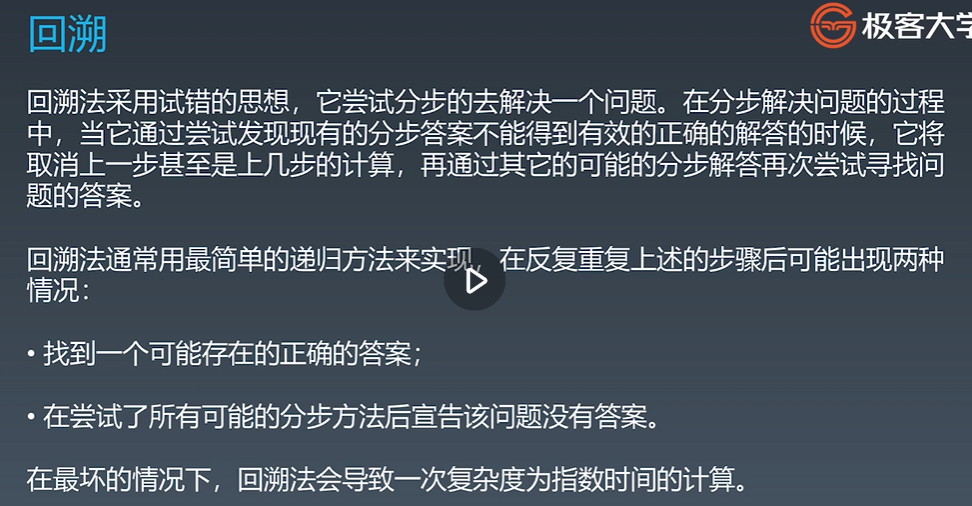 回溯
极客大学
回溯法采用试错的思想，它尝试分步的去解决一个问题。在分步解决问题的过程
中，当它通过尝试发现现有的分步答案不能得到有效的正确的解答的时候，它将
取消上一步甚至是上几步的计算，再通过其它的可能的分步解答再次尝试寻找问
题的答案。
回溯法通常用最简单的递归方法来实现，在反复重复上述的步骤后可能出现两种
情况：
• 找到一个可能存在的正确的答案；
• 在尝试了所有可能的分步方法后宣告该问题没有答案。
在最坏的情况下，回溯法会导致一次复杂度为指数时间的计算。